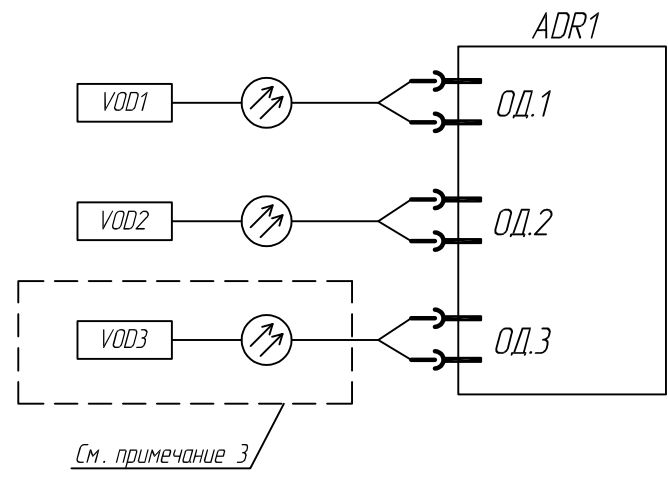 ADR1
VOD1
ОД.1
VOD2
ОД.2
VOD3
ОД.3
См. примечание 3